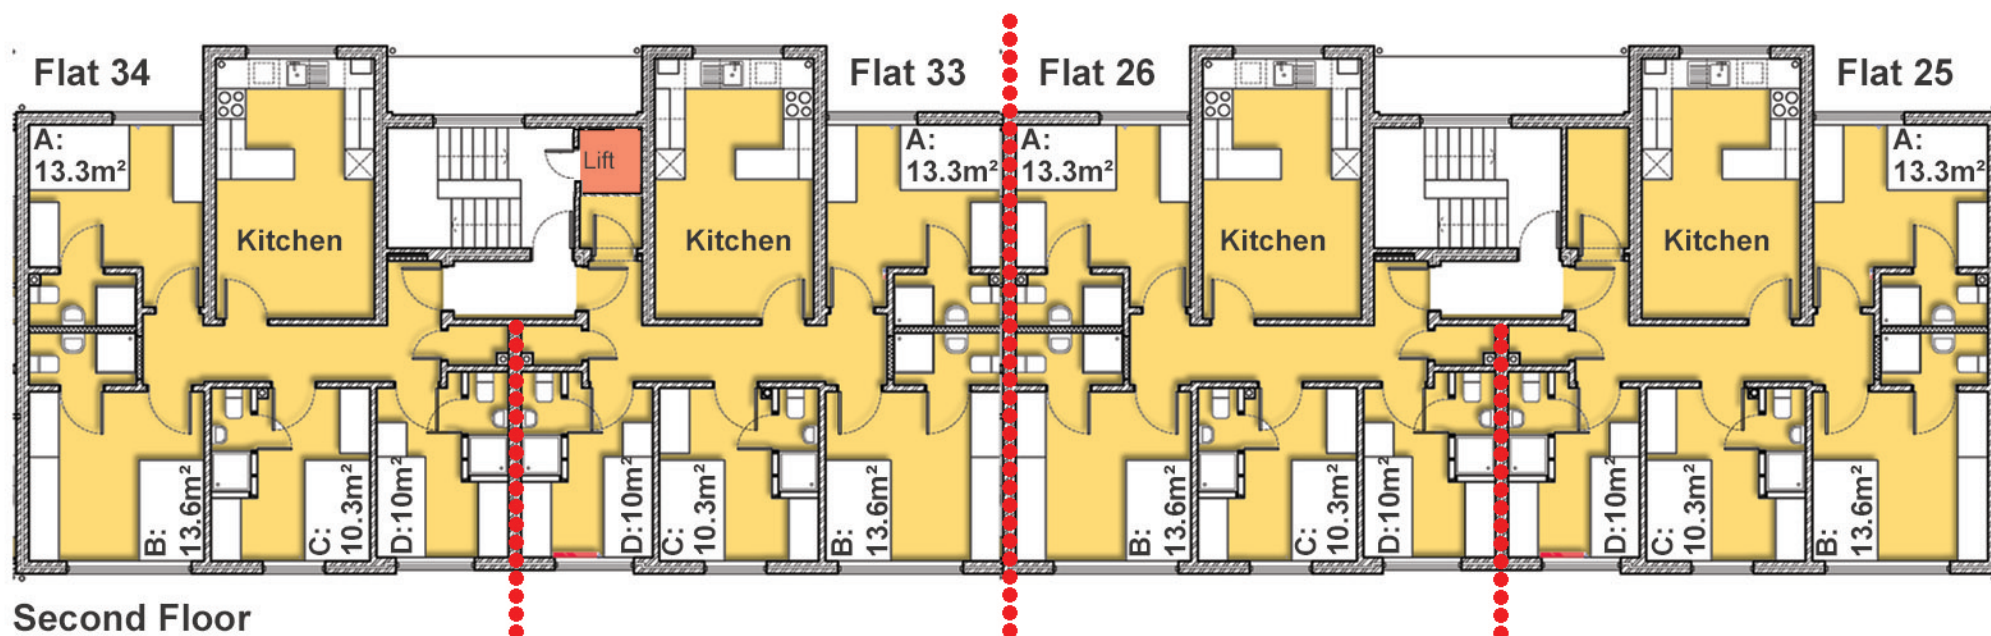 Flat 34
Flat 33
Flat 26
Flat 25
A:
13.3m²
Lift
A:
13.3m²
A:
13.3m²
A:
13.3m²
Kitchen
Kitchen
Kitchen
Kitchen
B:
13.6m²
C:
10.3m²
D:10m²
D:10m²
C:
10.3m²
B:
13.6m²
B:
13.6m²
C:
10.3m²
D:10m²
D:10m²
C:
10.3m²
B:
13.6m²
Second Floor